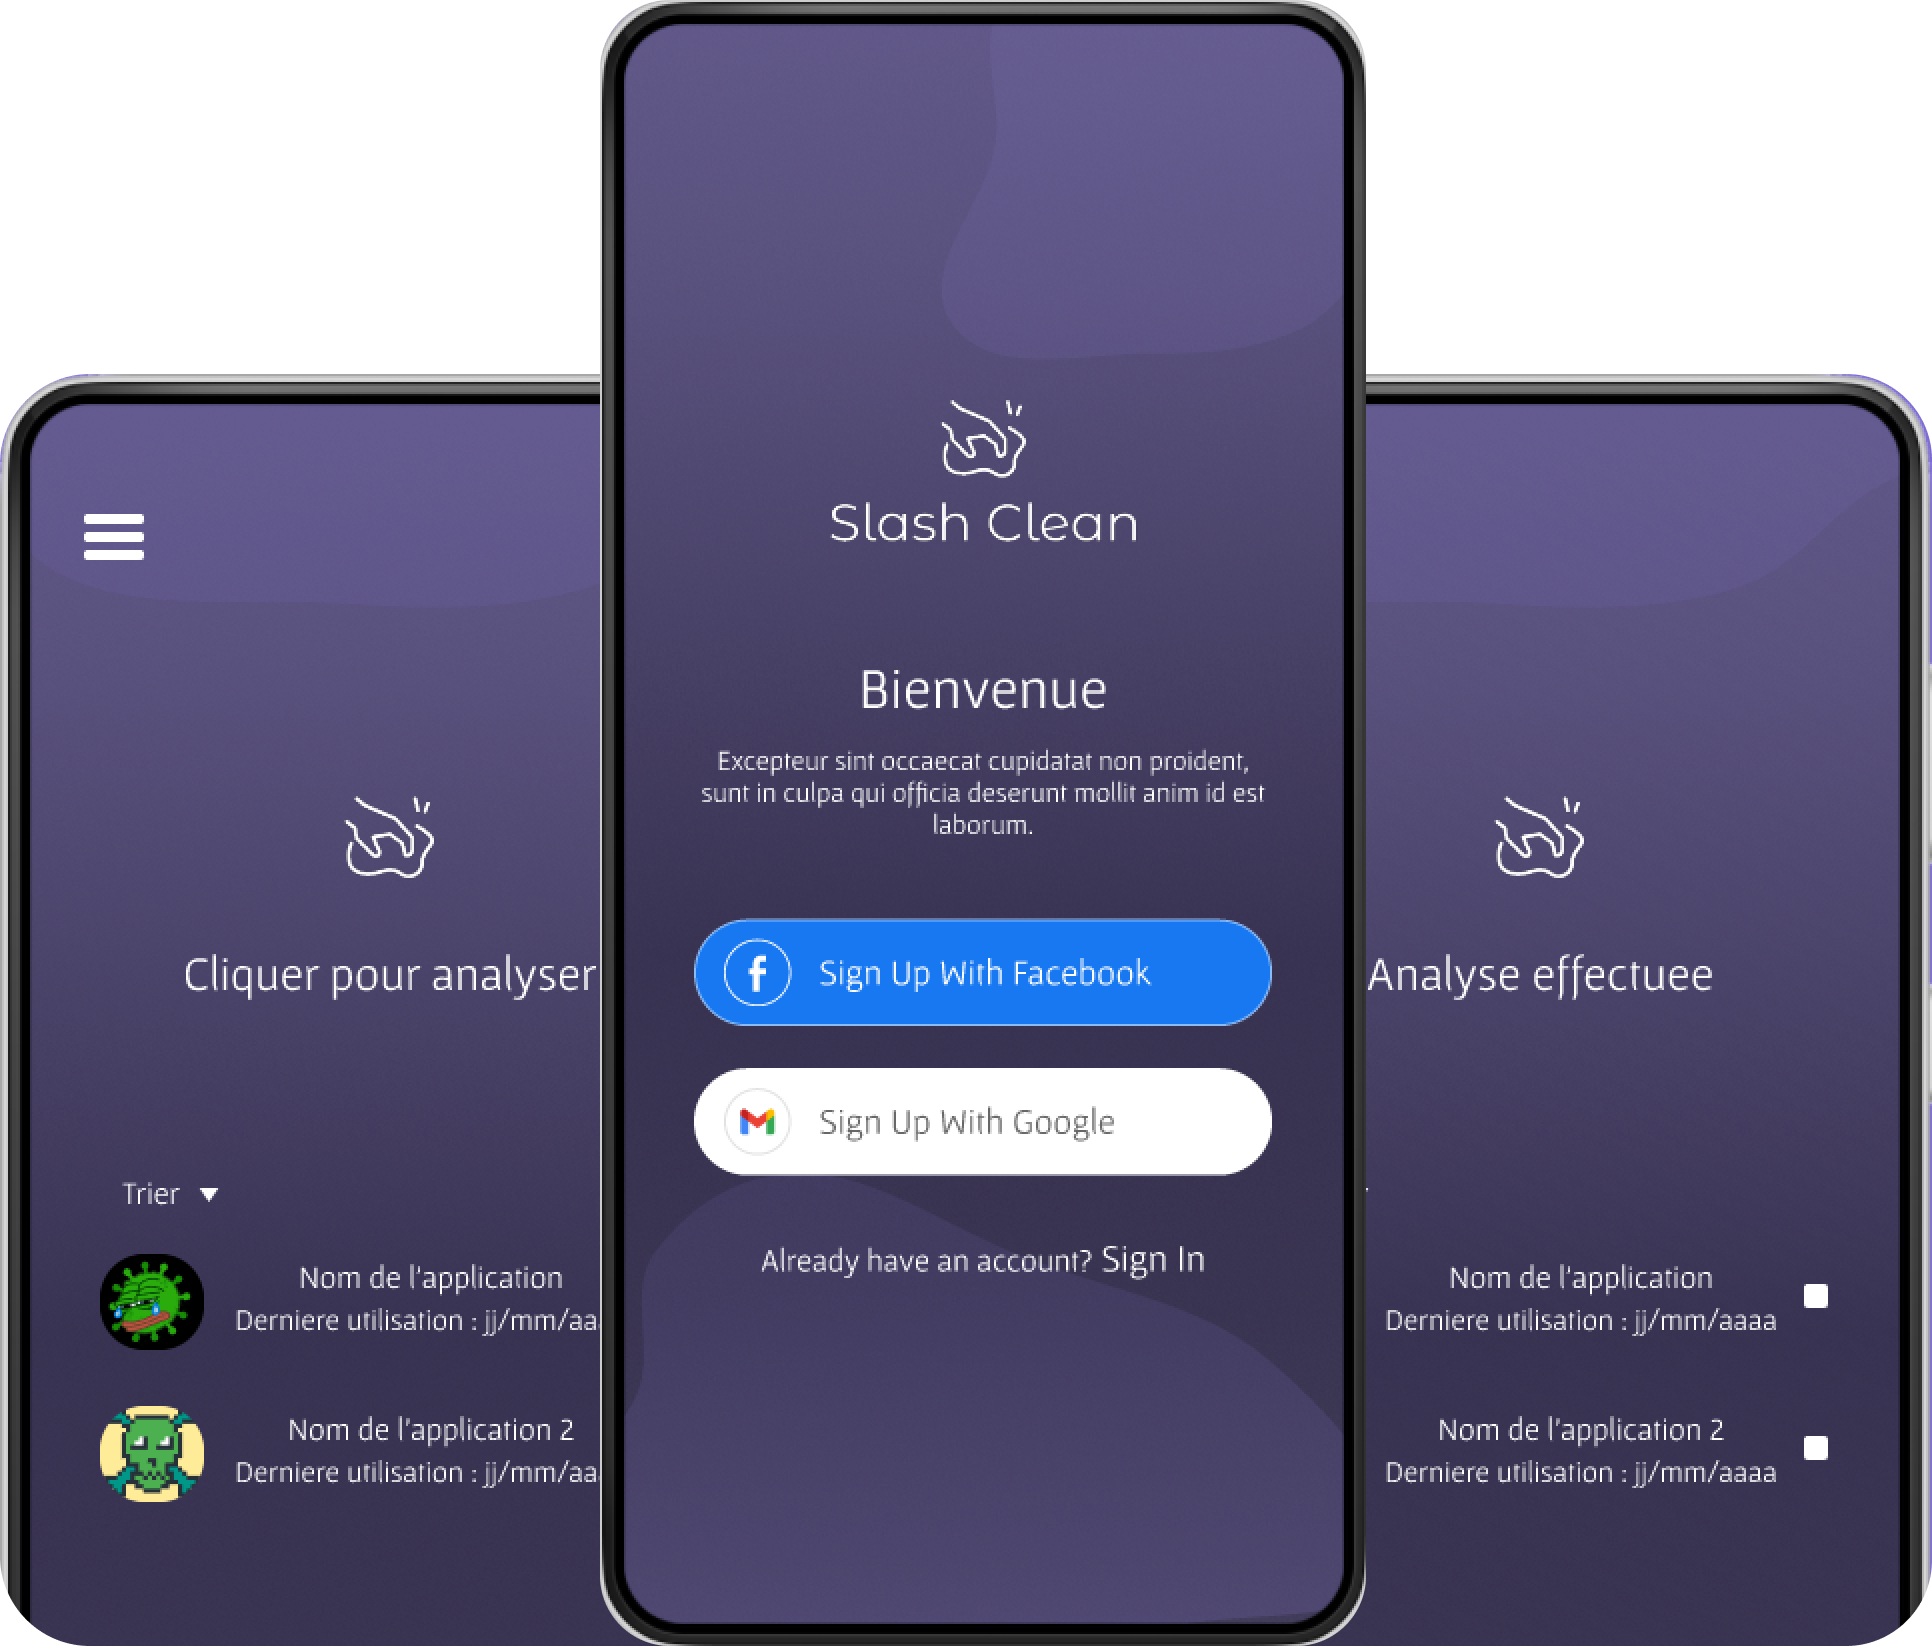 Slash Clean
Bienvenue
Excepteur sint occaecat cupidatat non proident,
sunt in culpa qui officia deserunt mollit anim id est
laborum.
Sign Up With Facebook
Sign Up With Google
Already have an account? Sign In
Cliquer pour analyser
Trier
Nom de l'application
Derniere utilisation : jj/mm/aa
Nom de l'application 2
Derniere utilisation : jj/mm/aa
Analyse effectuee
Nom de l'application
Derniere utilisation : jj/mm/aaaa
Nom de l'application 2
Derniere utilisation : jj/mm/aaaa